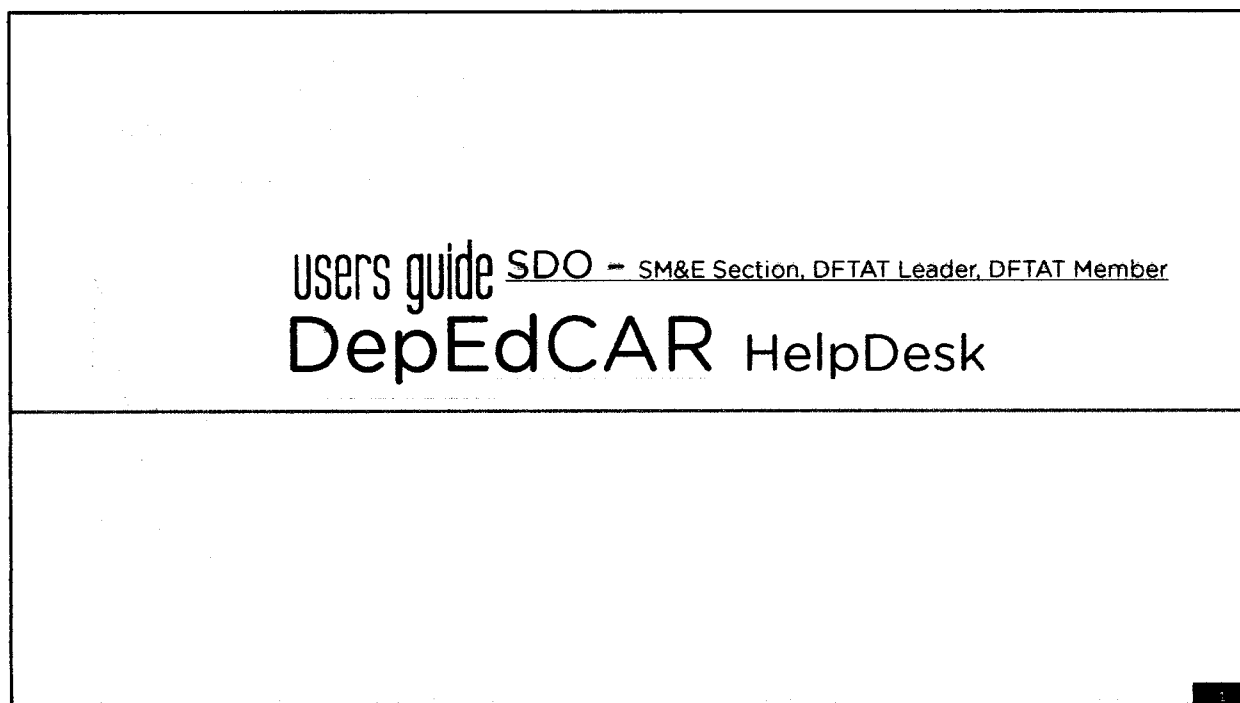 users guide SDO - SM&E Section, DFTAT Leader, DFTAT Member
DepEdCAR HelpDesk
1